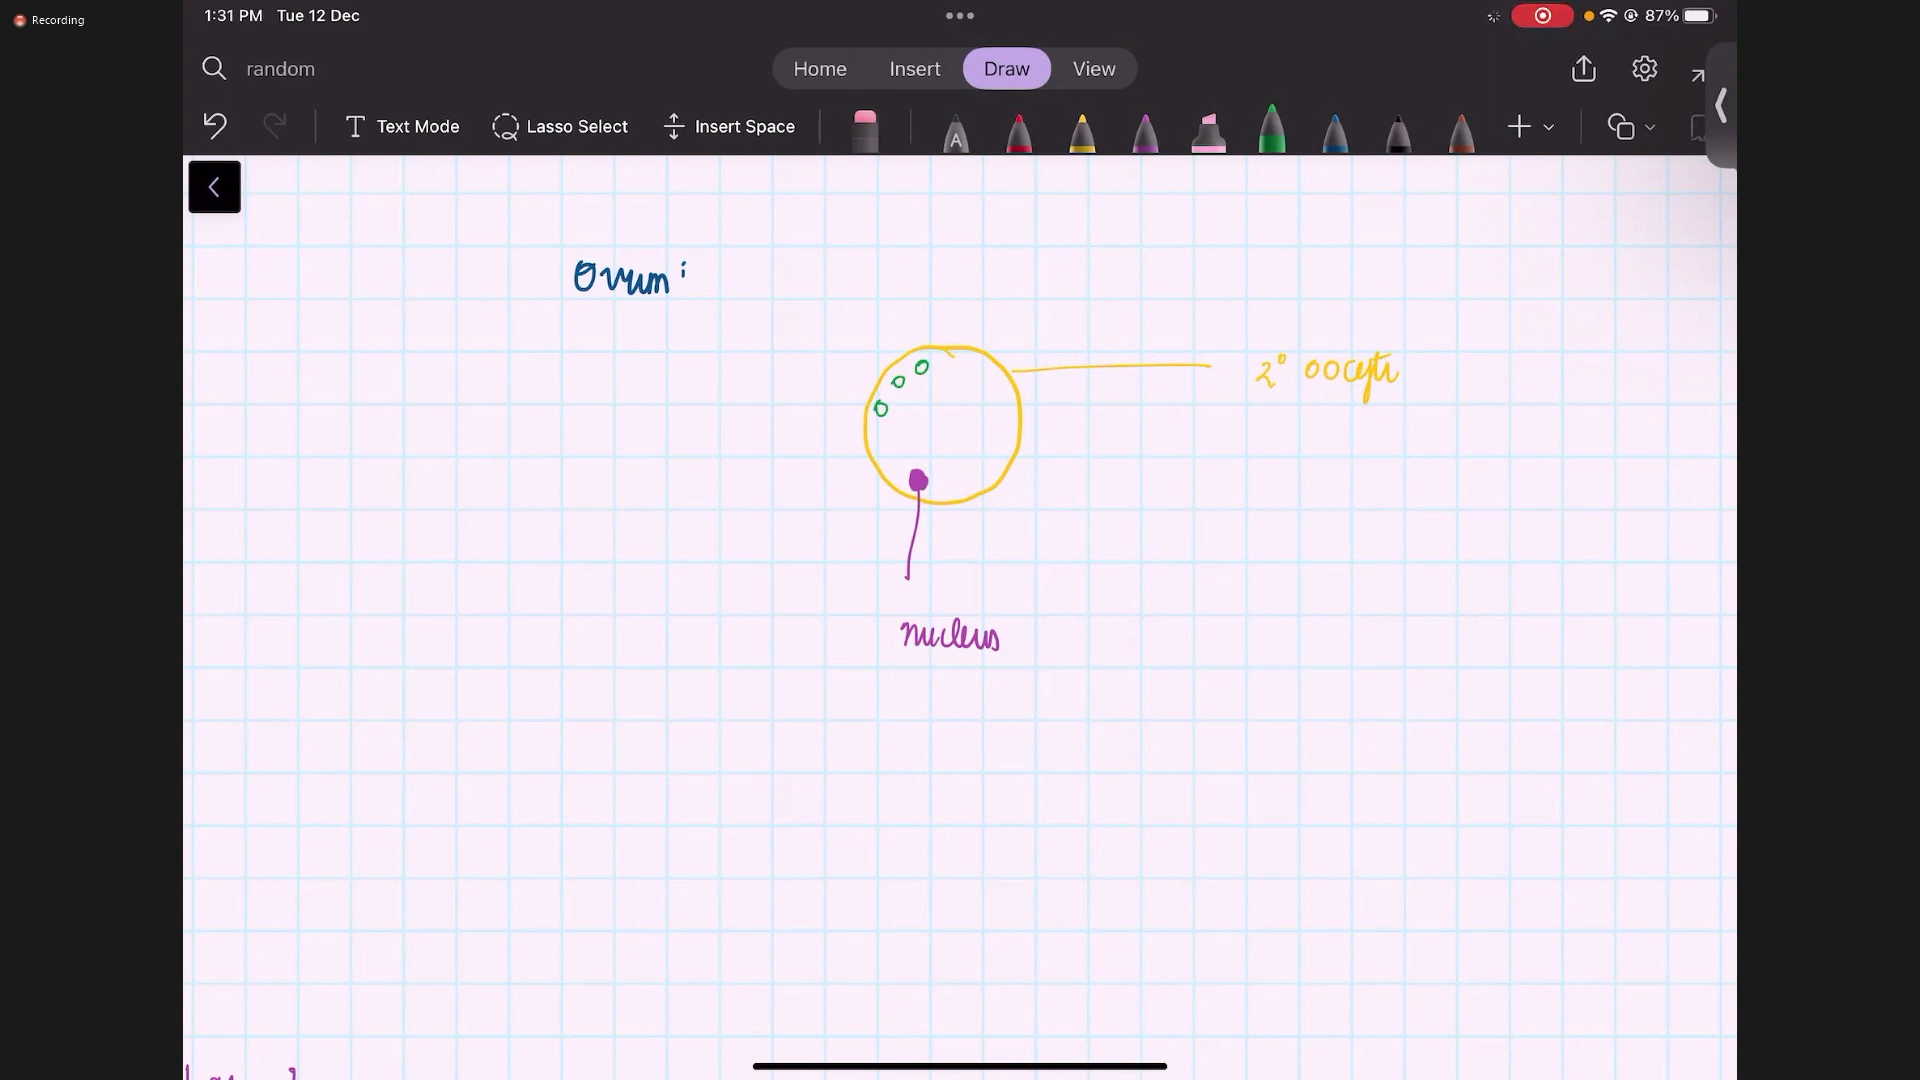 Recording
1:31 PM Tue 12 Dec
87%
random
Home Insert Draw View
Text Mode Lasso Select Insert Space
A
Ovum :
2° oocyte
nucleus